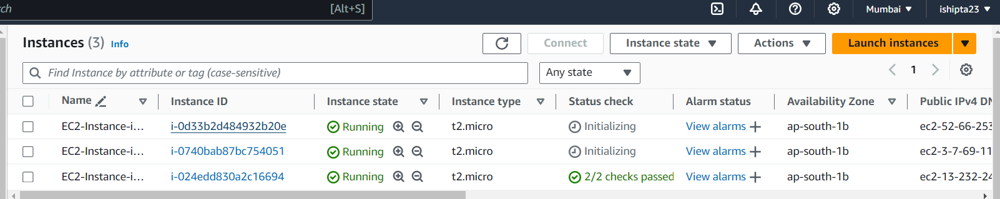 [Alt+S] Mumbai ishipta23
Instances (3) Info Connect Instance state Actions Launch instances
Find Instance by attribute or tag (case-sensitive) Any state 1
Name Instance ID Instance state Instance type Status check Alarm status Availability Zone Public IPv4 DN
EC2-Instance-i... i-0d33b2d484932b20e Running t2.micro Initializing View alarms ap-south-1b ec2-52-66-253
EC2-Instance-i... i-0740bab87bc754051 Running t2.micro Initializing View alarms ap-south-1b ec2-3-7-69-11
EC2-Instance-i... i-024edd830a2c16694 Running t2.micro 2/2 checks passed View alarms ap-south-1b ec2-13-232-24